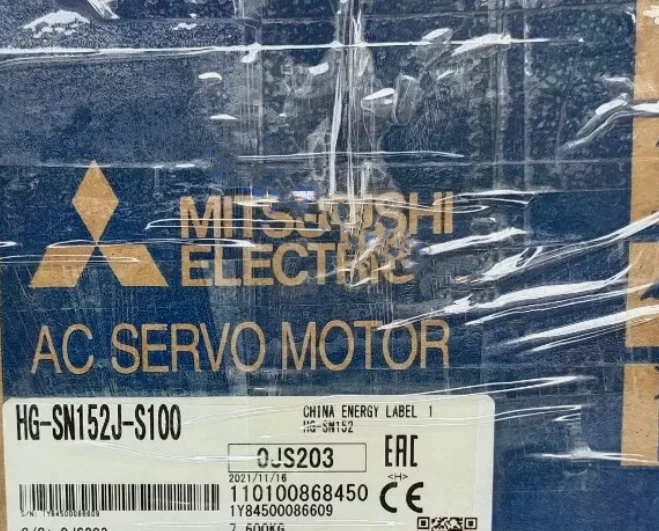 MITSUBISHI
ELECTRIC
AC SERVO MOTOR
HG-SN152J-S100
CHINA ENERGY LABEL 1
HG-SN152
0JS203
EAC
2021/11/16
<H>
110100868450
CE
S/N: 1Y84500086609
1Y84500086609
7.600KG